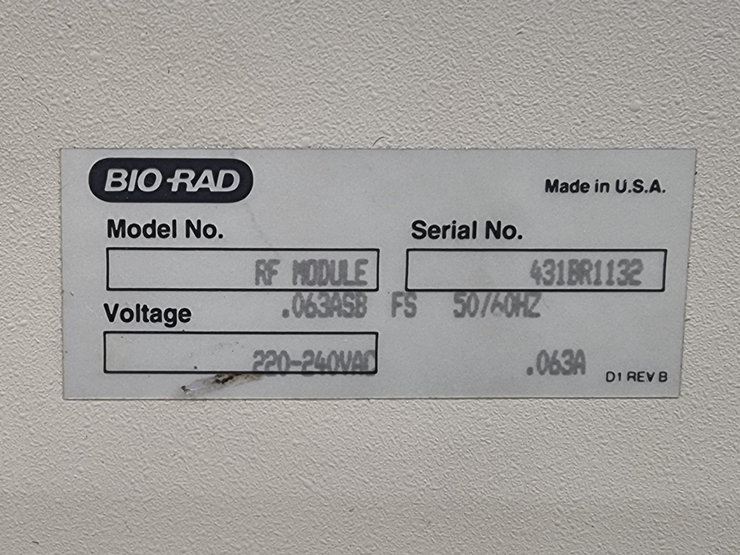 BIO-RAD
Made in U.S.A.
Model No.
Serial No.
RF MODULE
431BR1132
.063ASB FS 50/60HZ
Voltage
220-240VAC
.063A
D1 REV B